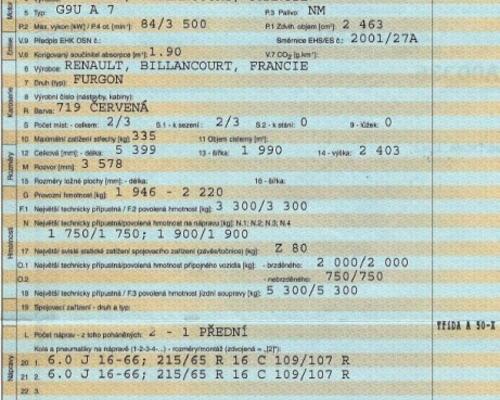 5 Typ: G9U A 7 P.3 Palivo: NM
P.2 Max. výkon [kW] / P.4 ot. [min⁻¹]: 84/3 500 P.1 Zdvih. objem [cm³]: 2 463
V.9 Předpis EHK OSN č.: Směrnice EHS/ES č.: 2001/27A
V.6 Korigovaný součinitel absorpce [m⁻¹]: 1.90 V.7 CO₂ [g.km⁻¹]:
6 Výrobce: RENAULT, BILLANCOURT, FRANCIE
7 Druh (typ): FURGON
8 Výrobní číslo (nástavby, kabiny):
R Barva: 719 ČERVENÁ
S Počet míst: - celkem: 2/3 S.1 - k sezení : 2/3 S.2 - k stání: 0 9 - lůžek: 0
10 Maximální zatížení střechy [kg]: 335 11 Objem cisterny [m³]:
12 Celková [mm]: - délka: 5 399 13 - šířka: 1 990 14 - výška: 2 403
M Rozvor [mm]: 3 578
15 Rozměry ložné plochy [mm]: - délka: 16 - šířka:
G Provozní hmotnost [kg]: 1 946 - 2 220
F.1 Největší technicky přípustná / F.2 povolená hmotnost [kg]: 3 300/3 300
N Největší technicky přípustná/povolená hmotnost na nápravu [kg]: N.1; N.2; N.3; N.4
1 750/1 750; 1 900/1 900
17 Největší svislé statické zatížení spojovacího zařízení (závěs/točnice) [kg]: Z 80
O.1 Největší technicky přípustná/povolená hmotnost přípojného vozidla [kg]: - brzděného: 2 000/2 000
O.2 - nebrzděného: 750/750
18 Největší technicky přípustná / F.3 povolená hmotnost jízdní soupravy [kg]: 5 300/5 300
19 Spojovací zařízení - druh a typ:
TŘÍDA A 50-X
L Počet náprav - z toho poháněných: 2 - 1 PŘEDNÍ
Kola a pneumatiky na nápravě (1-2-3-4-...) - rozměry/montáž (zdvojená = „[2]"):
20 1. 6.0 J 16-66; 215/65 R 16 C 109/107 R
21 2. 6.0 J 16-66; 215/65 R 16 C 109/107 R
22 3.
Motor
Emise
Karoserie
Rozměry
Hmotnosti
Nápravy